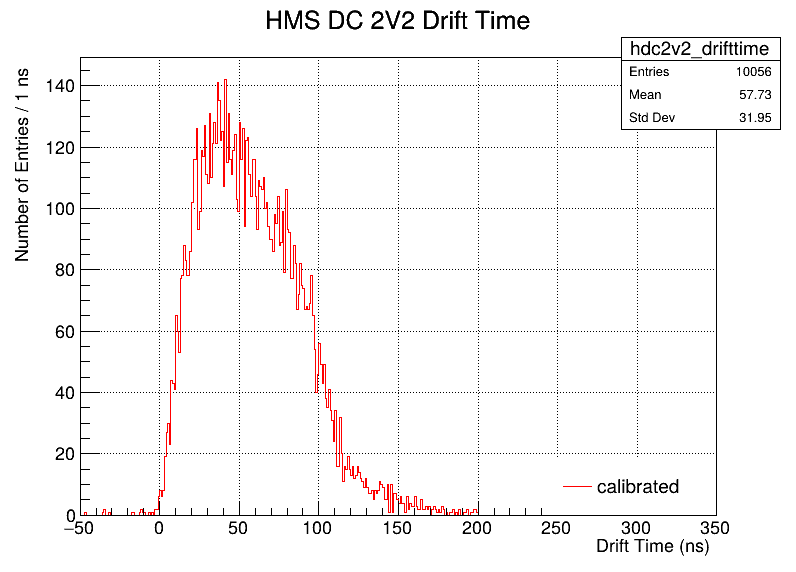 HMS DC 2V2 Drift Time
hdc2v2_drifttime
Entries 10056
Mean 57.73
Std Dev 31.95
Number of Entries / 1 ns
140
120
100
80
60
40
20
0
calibrated
−50 0 50 100 150 200 250 300 350
Drift Time (ns)